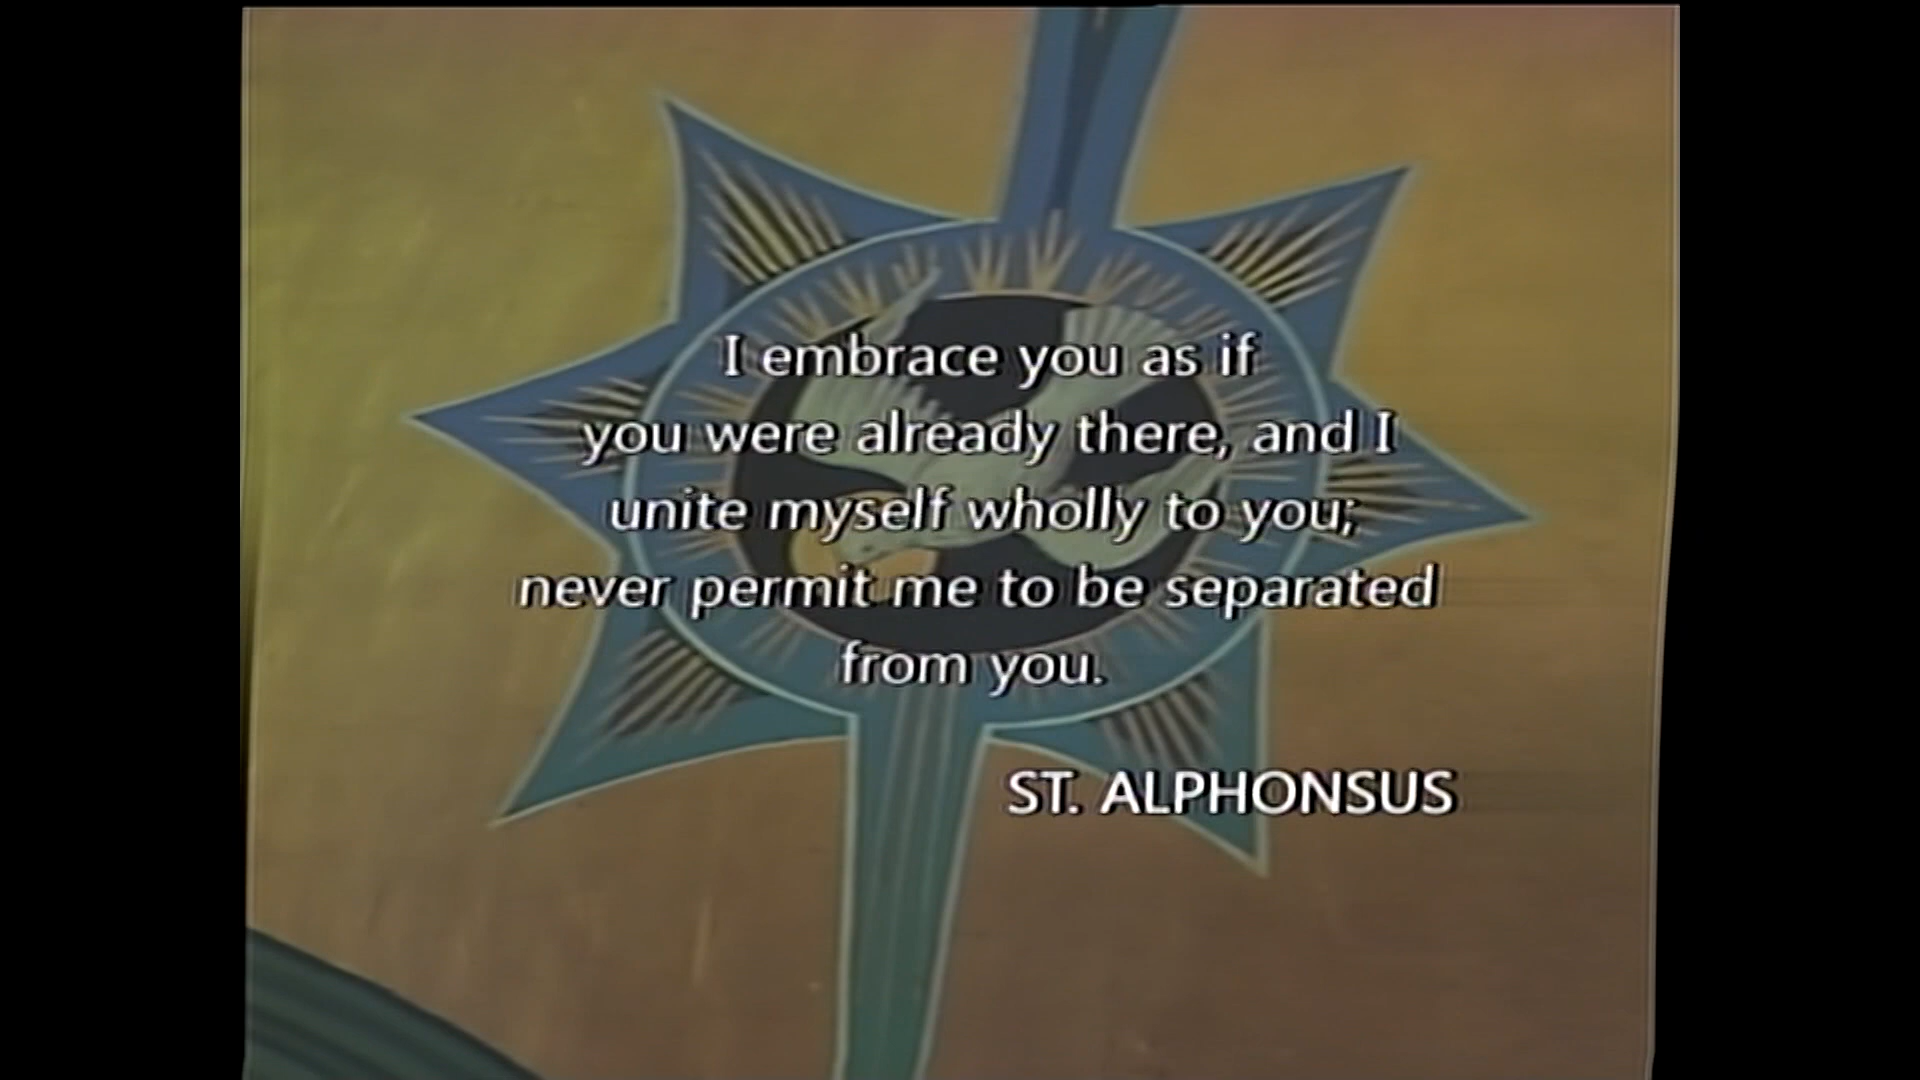 I embrace you as if
you were already there, and I
unite myself wholly to you;
never permit me to be separated
from you.
ST. ALPHONSUS